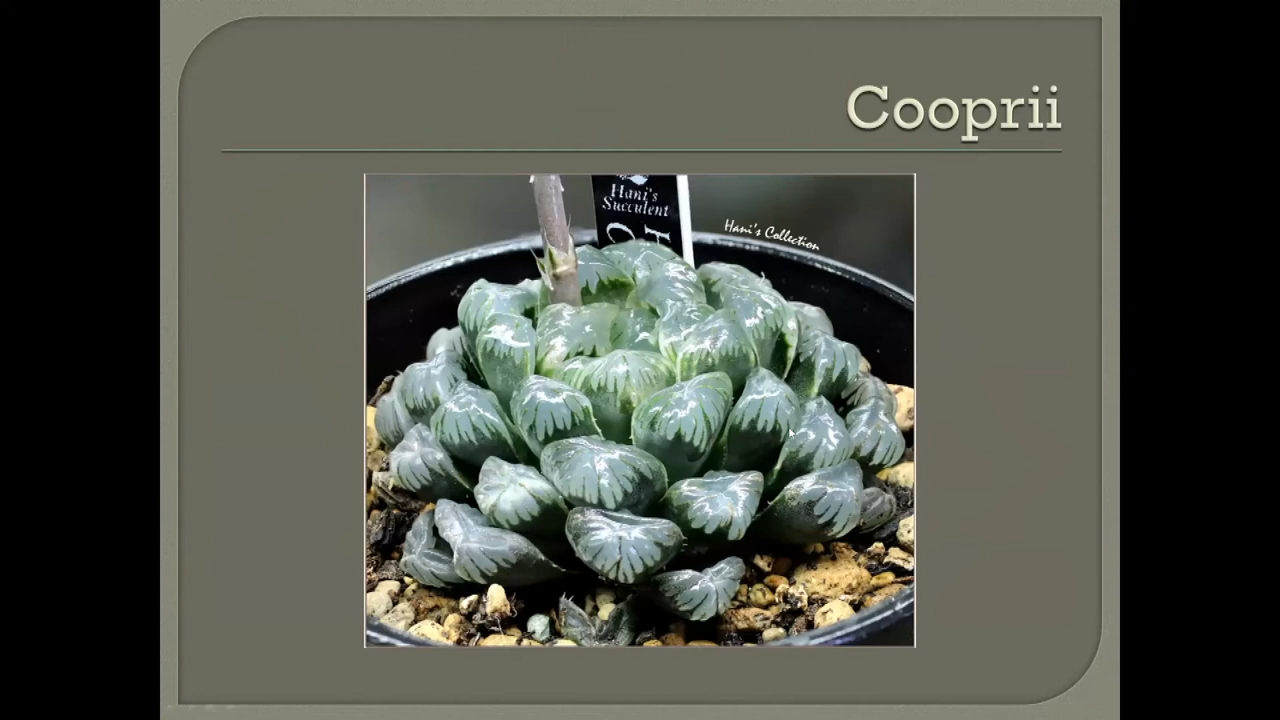 Cooprii
Hani's
Succulent
Hani's Collection
H
C